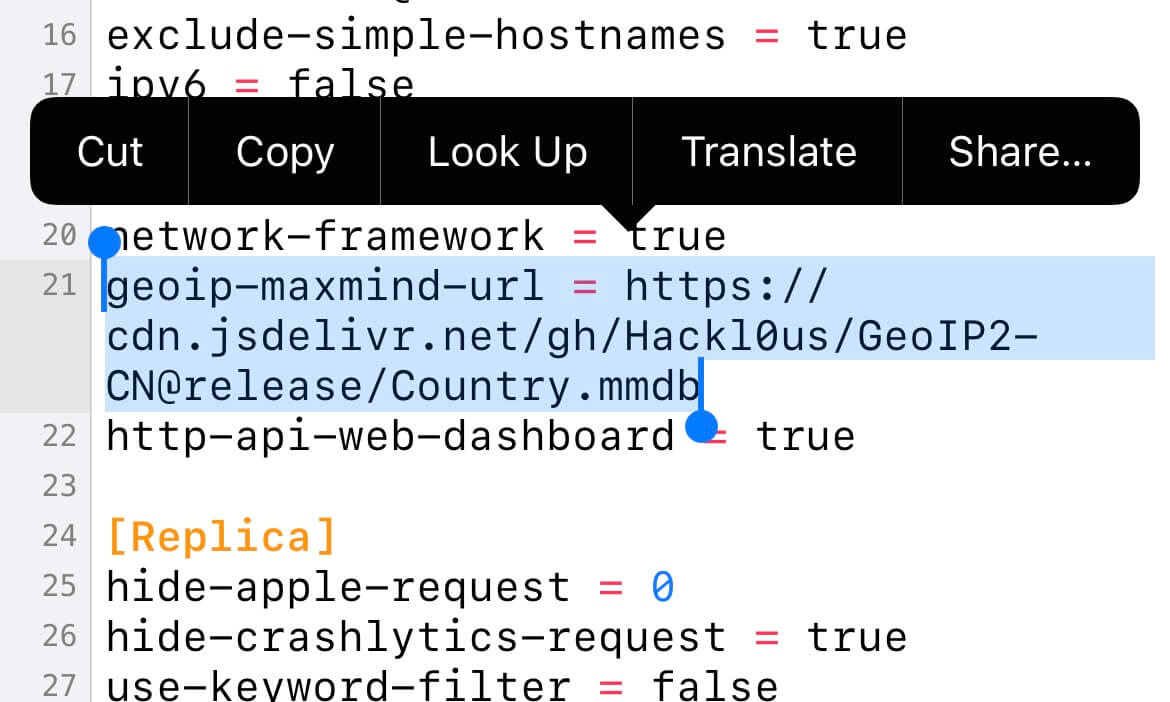 16 exclude-simple-hostnames = true
17 ipv6 = false
Cut Copy Look Up Translate Share...
20 network-framework = true
21 geoip-maxmind-url = https://
cdn.jsdelivr.net/gh/Hackl0us/GeoIP2-
CN@release/Country.mmdb
22 http-api-web-dashboard = true
23
24 [Replica]
25 hide-apple-request = 0
26 hide-crashlytics-request = true
27 use-keyword-filter = false